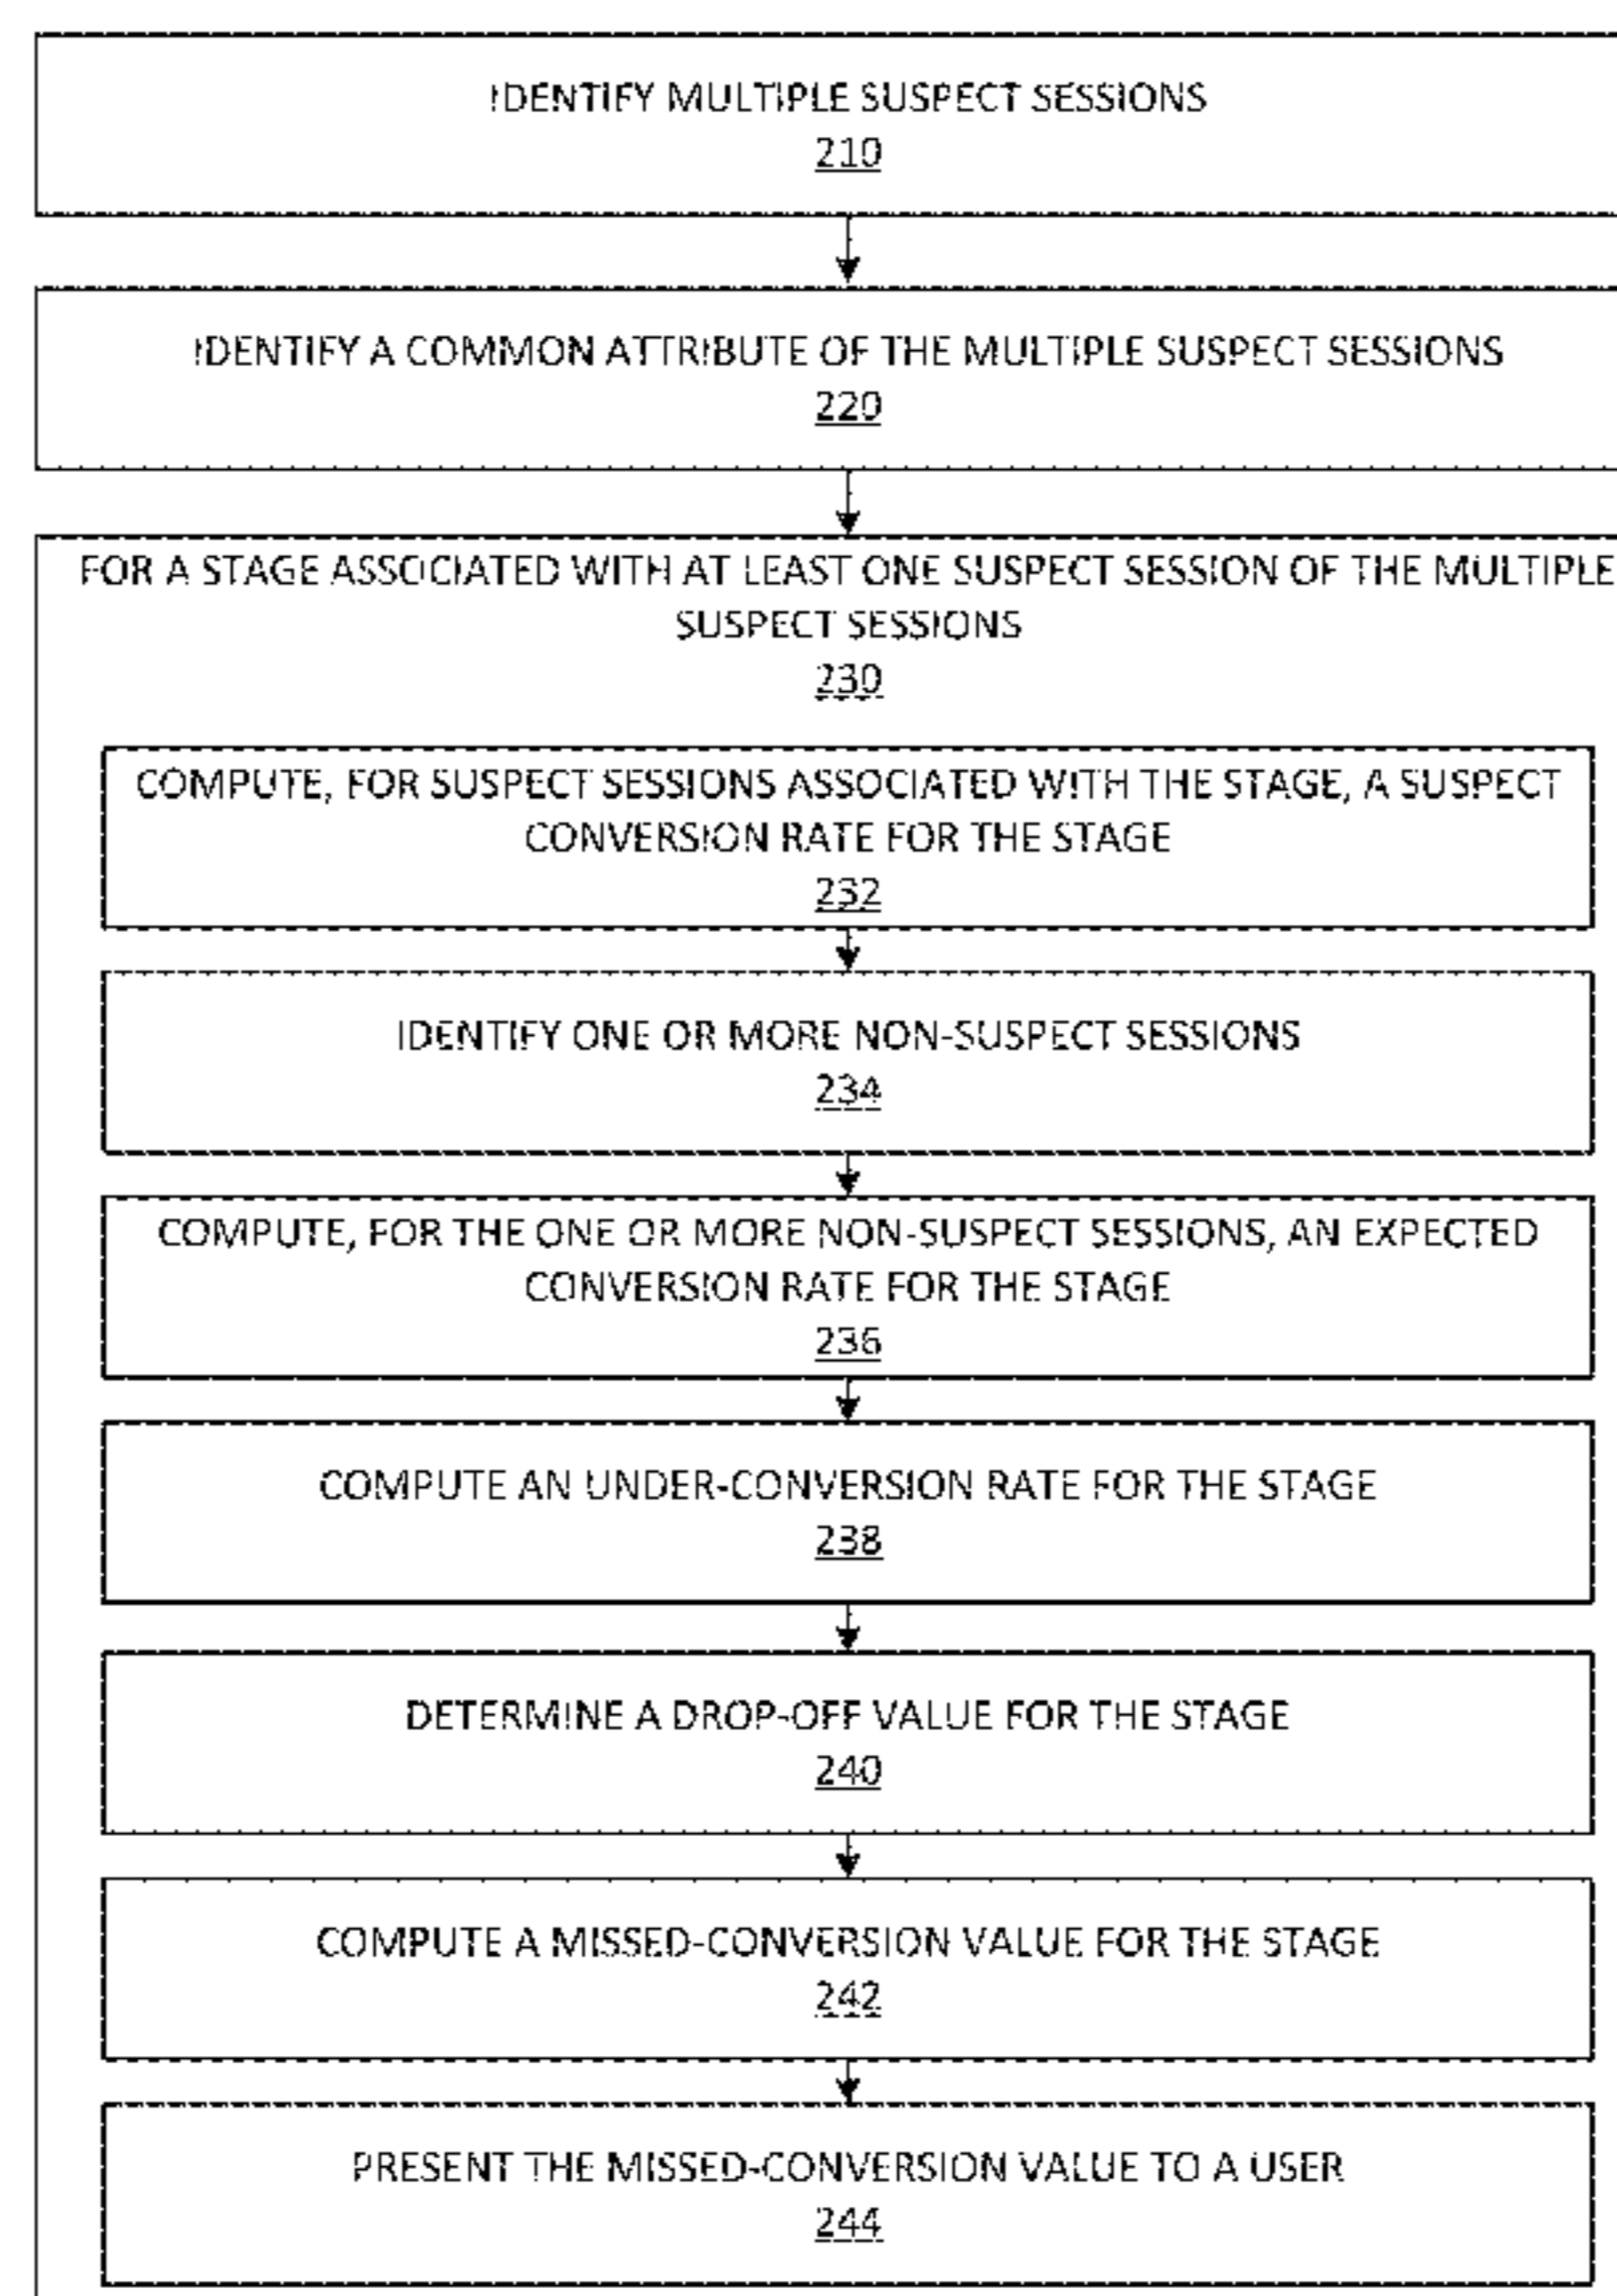 IDENTIFY MULTIPLE SUSPECT SESSIONS
210
IDENTIFY A COMMON ATTRIBUTE OF THE MULTIPLE SUSPECT SESSIONS
220
FOR A STAGE ASSOCIATED WITH AT LEAST ONE SUSPECT SESSION OF THE MULTIPLE
SUSPECT SESSIONS
230
COMPUTE, FOR SUSPECT SESSIONS ASSOCIATED WITH THE STAGE, A SUSPECT
CONVERSION RATE FOR THE STAGE
232
IDENTIFY ONE OR MORE NON-SUSPECT SESSIONS
234
COMPUTE, FOR THE ONE OR MORE NON-SUSPECT SESSIONS, AN EXPECTED
CONVERSION RATE FOR THE STAGE
236
COMPUTE AN UNDER-CONVERSION RATE FOR THE STAGE
238
DETERMINE A DROP-OFF VALUE FOR THE STAGE
240
COMPUTE A MISSED-CONVERSION VALUE FOR THE STAGE
242
PRESENT THE MISSED-CONVERSION VALUE TO A USER
244